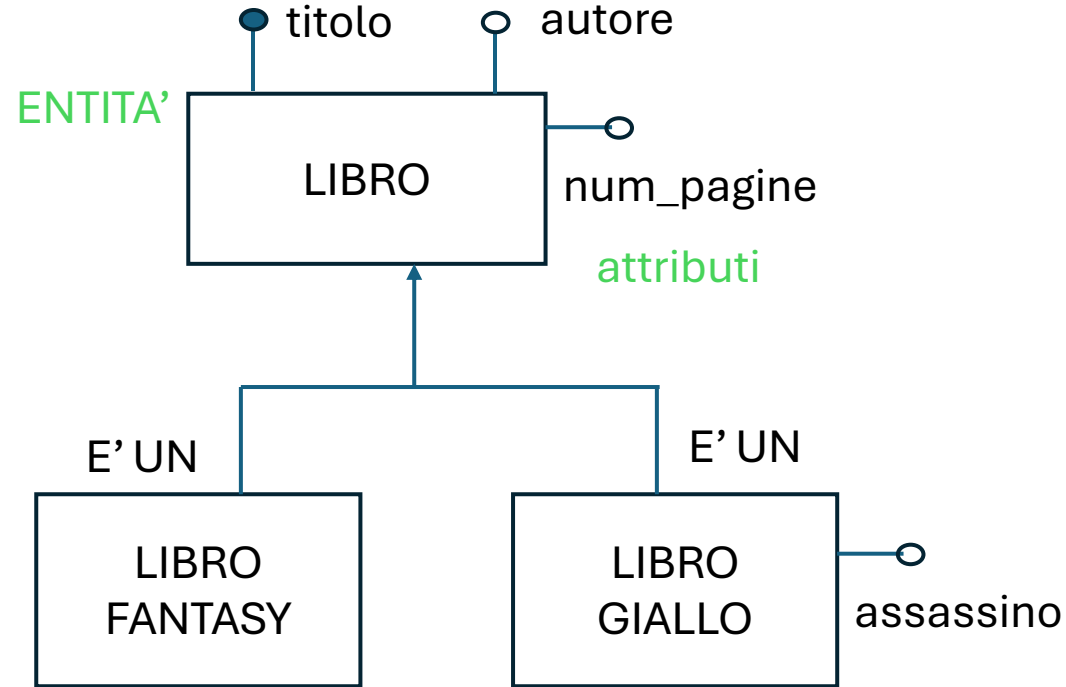 titolo
autore
ENTITA’
LIBRO
num_pagine
attributi
E’ UN
E’ UN
LIBRO
FANTASY
LIBRO
GIALLO
assassino